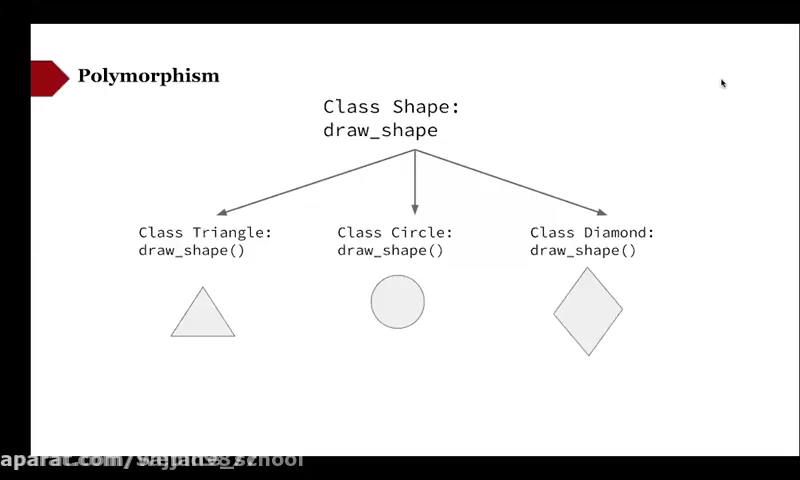 Polymorphism
Class Shape:
draw_shape
Class Triangle:
draw_shape()
Class Circle:
draw_shape()
Class Diamond:
draw_shape()
aparat.com/